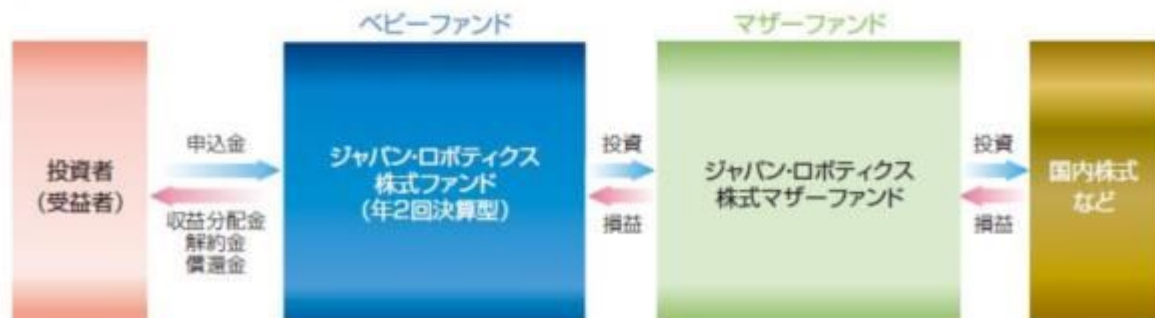 ベビーファンド
マザーファンド
投資者
(受益者)
申込金
収益分配金
解約金
償還金
ジャパン・ロボティクス
株式ファンド
(年2回決算型)
投資
損益
ジャパン・ロボティクス
株式マザーファンド
投資
損益
国内株式
など